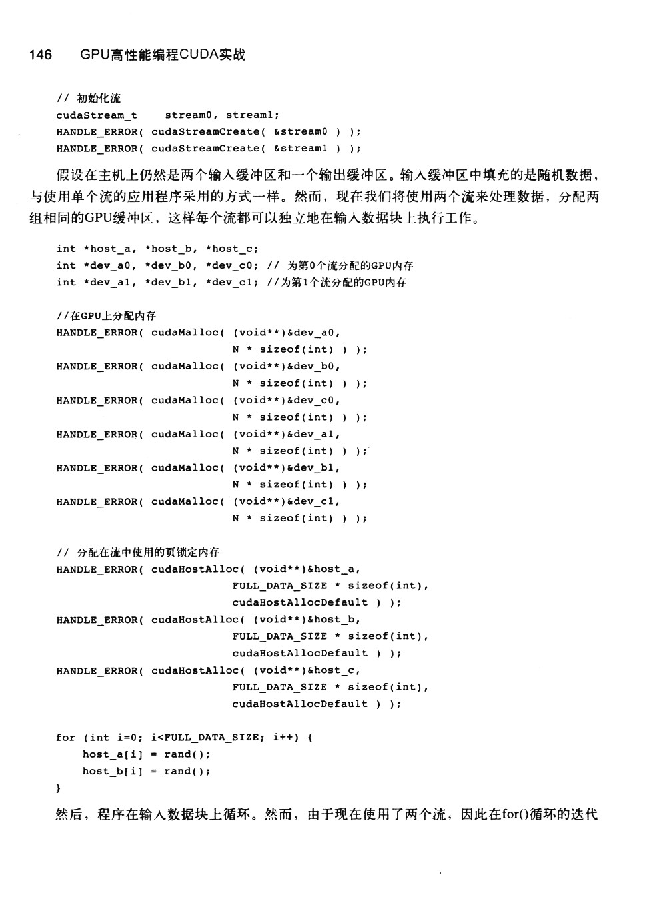 146 GPU高性能编程CUDA实战
// 初始化流
cudaStream_t stream0, stream1;
HANDLE_ERROR( cudaStreamCreate( &stream0 ) );
HANDLE_ERROR( cudaStreamCreate( &stream1 ) );
假设在主机上仍然是两个输入缓冲区和一个输出缓冲区。输入缓冲区中填充的是随机数据，
与使用单个流的应用程序采用的方式一样。然而，现在我们将使用两个流来处理数据，分配两
组相同的GPU缓冲区，这样每个流都可以独立地在输入数据块上执行工作。
int *host_a, *host_b, *host_c;
int *dev_a0, *dev_b0, *dev_c0; // 为第0个流分配的GPU内存
int *dev_a1, *dev_b1, *dev_c1; //为第1个流分配的GPU内存
//在GPU上分配内存
HANDLE_ERROR( cudaMalloc( (void**)&dev_a0,
N * sizeof(int) ) );
HANDLE_ERROR( cudaMalloc( (void**)&dev_b0,
N * sizeof(int) ) );
HANDLE_ERROR( cudaMalloc( (void**)&dev_c0,
N * sizeof(int) ) );
HANDLE_ERROR( cudaMalloc( (void**)&dev_a1,
N * sizeof(int) ) );
HANDLE_ERROR( cudaMalloc( (void**)&dev_b1,
N * sizeof(int) ) );
HANDLE_ERROR( cudaMalloc( (void**)&dev_c1,
N * sizeof(int) ) );
// 分配在流中使用的页锁定内存
HANDLE_ERROR( cudaHostAlloc( (void**)&host_a,
FULL_DATA_SIZE * sizeof(int),
cudaHostAllocDefault ) );
HANDLE_ERROR( cudaHostAlloc( (void**)&host_b,
FULL_DATA_SIZE * sizeof(int),
cudaHostAllocDefault ) );
HANDLE_ERROR( cudaHostAlloc( (void**)&host_c,
FULL_DATA_SIZE * sizeof(int),
cudaHostAllocDefault ) );
for (int i=0; i<FULL_DATA_SIZE; i++) {
host_a[i] = rand();
host_b[i] = rand();
}
然后，程序在输入数据块上循环。然而，由于现在使用了两个流，因此在for()循环的迭代